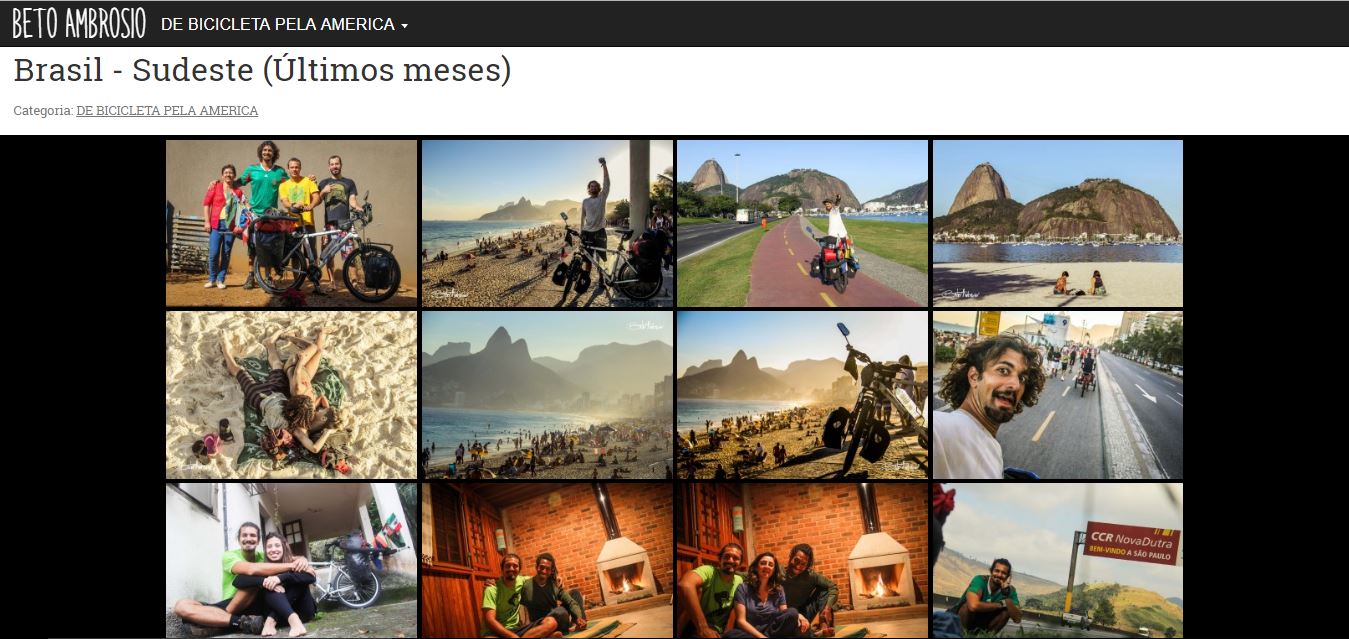 BETO AMBROSIO DE BICICLETA PELA AMERICA
Brasil - Sudeste (Últimos meses)
Categoria: DE BICICLETA PELA AMERICA
CCR NovaDutra
BEM-VINDO A SÃO PAULO